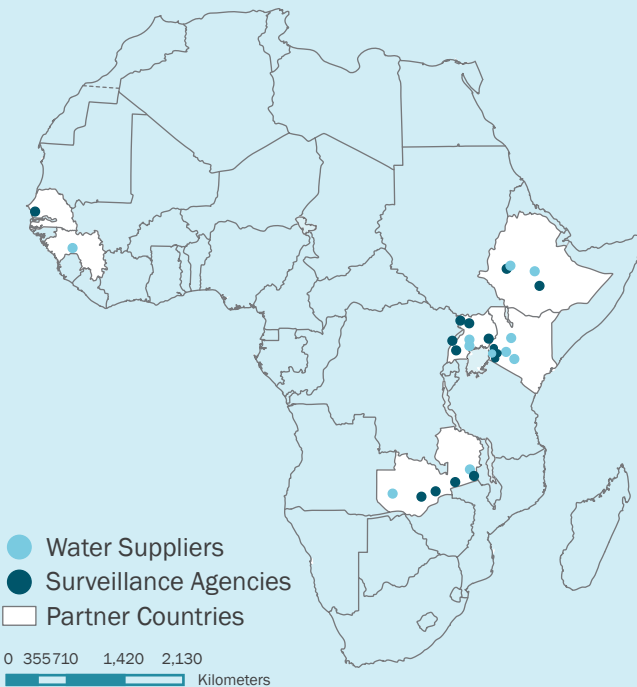 Water Suppliers
Surveillance Agencies
Partner Countries
0 355710 1,420 2,130
Kilometers